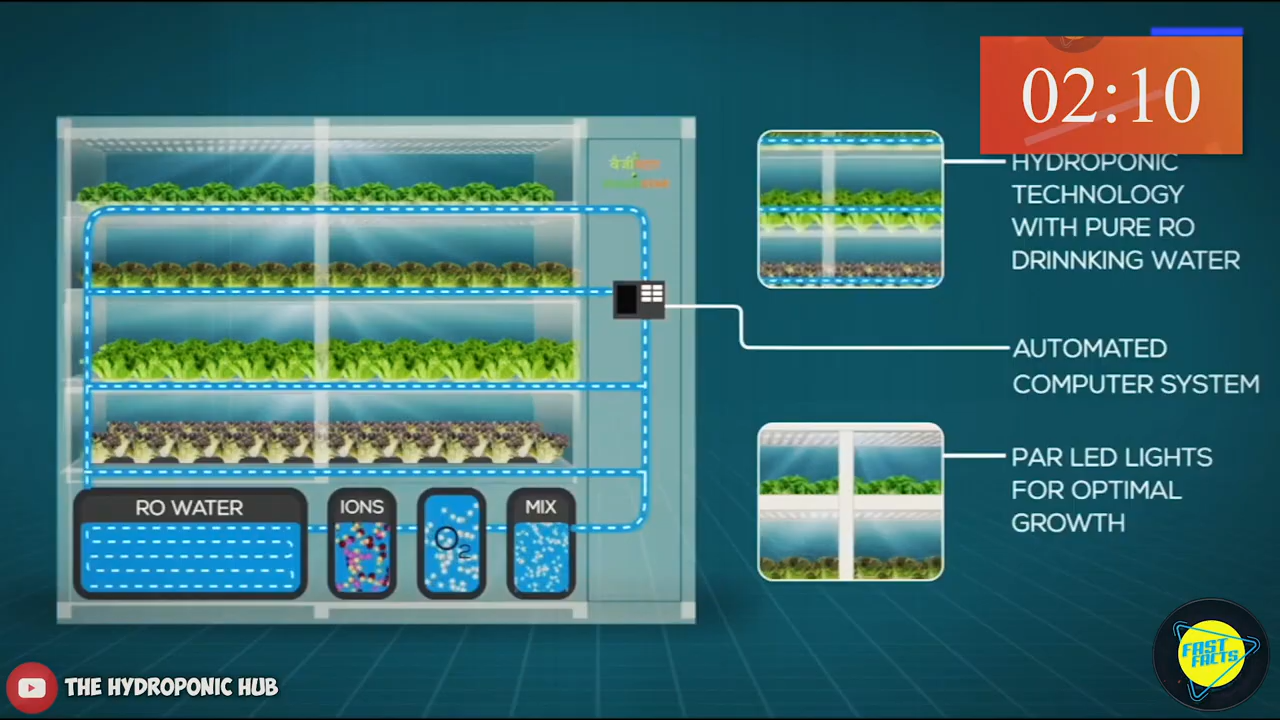 02:10
HYDROPONIC
TECHNOLOGY
WITH PURE RO
DRINNKING WATER
AUTOMATED
COMPUTER SYSTEM
PAR LED LIGHTS
FOR OPTIMAL
GROWTH
RO WATER
IONS
O2
MIX
THE HYDROPONIC HUB
FAST
FACTS